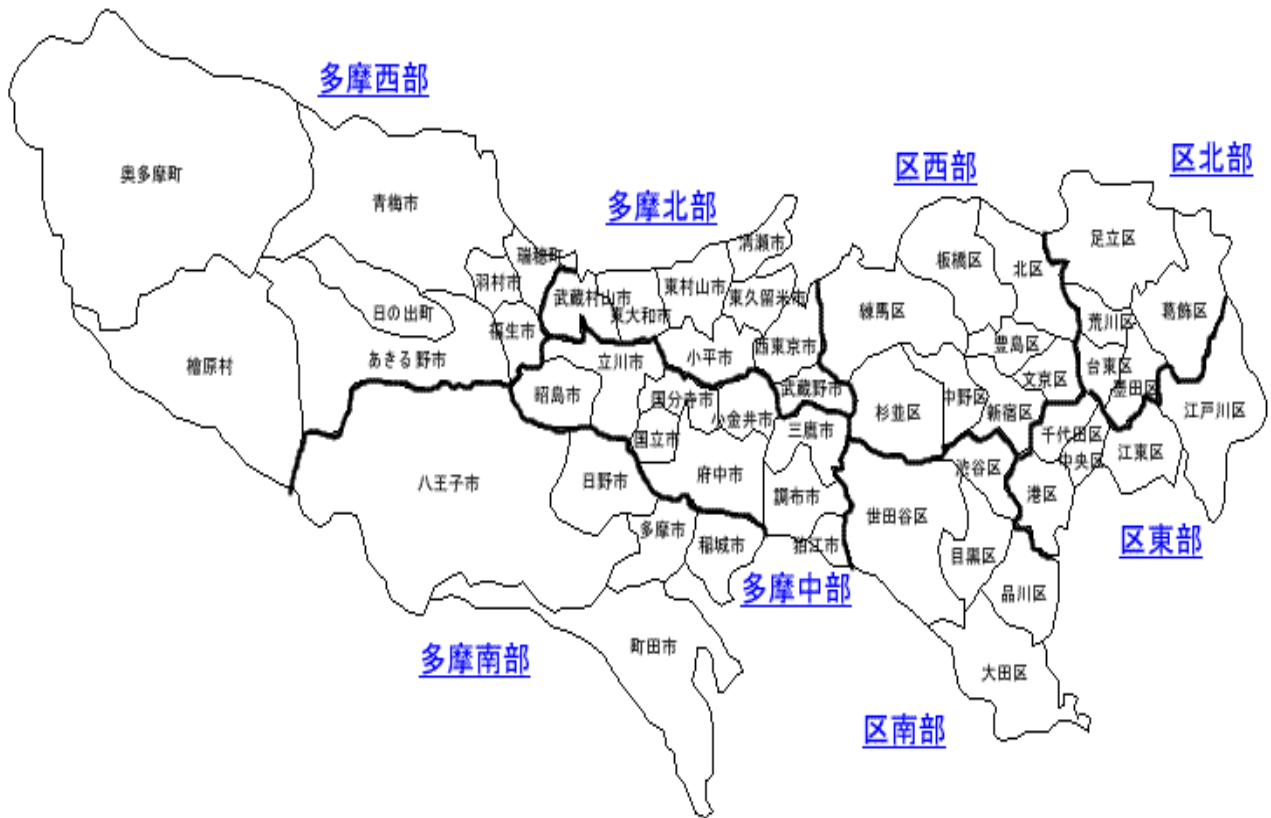 多摩西部
区北部
区西部
奥多摩町
青梅市
多摩北部
足立区
清瀬市
瑞穂町
板橋区
北区
羽村市
東村山市
武蔵村山市
東久留米市
日の出町
東大和市
練馬区
荒川区
葛飾区
福生市
豊島区
西東京市
小平市
あきる野市
立川市
檜原村
台東区
文京区
墨田区
武蔵野市
昭島市
国分寺市
中野区
杉並区
新宿区
江戸川区
小金井市
三鷹市
国立市
千代田区
中央区
江東区
渋谷区
八王子市
日野市
府中市
調布市
港区
世田谷区
多摩市
稲城市
狛江市
区東部
目黒区
多摩中部
品川区
町田市
多摩南部
大田区
区南部